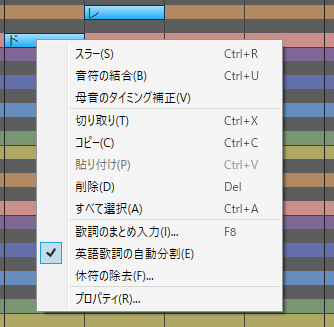 レ
ド
スラー(S) Ctrl+R
音符の結合(B) Ctrl+U
母音のタイミング補正(V)
切り取り(T) Ctrl+X
コピー(C) Ctrl+C
貼り付け(P) Ctrl+V
削除(D) Del
すべて選択(A) Ctrl+A
歌詞のまとめ入力(I)... F8
英語歌詞の自動分割(E)
休符の除去(F)...
プロパティ(R)...